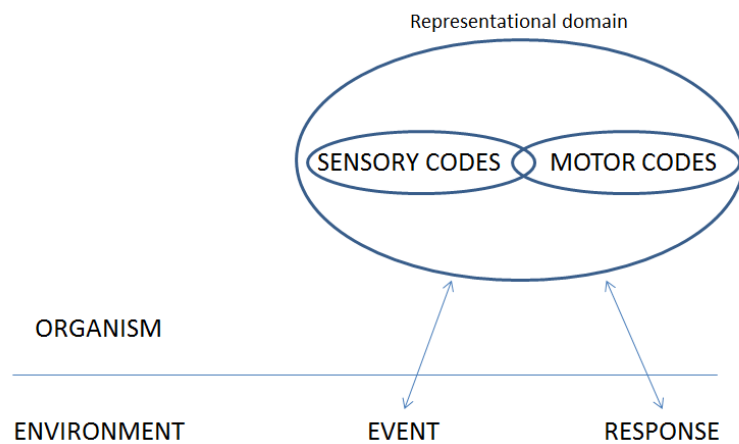 Representational domain
SENSORY CODES MOTOR CODES
ORGANISM
ENVIRONMENT EVENT RESPONSE